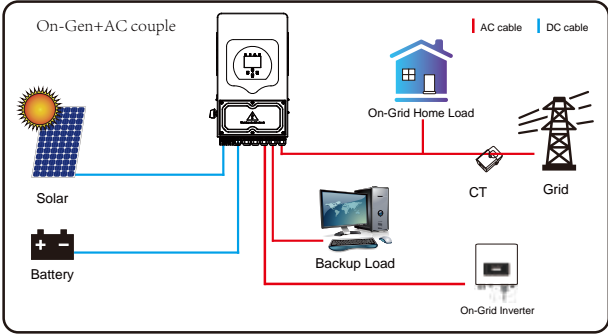 On-Gen+AC couple
AC cable
DC cable
On-Grid Home Load
Solar
CT
Grid
Battery
Backup Load
On-Grid Inverter